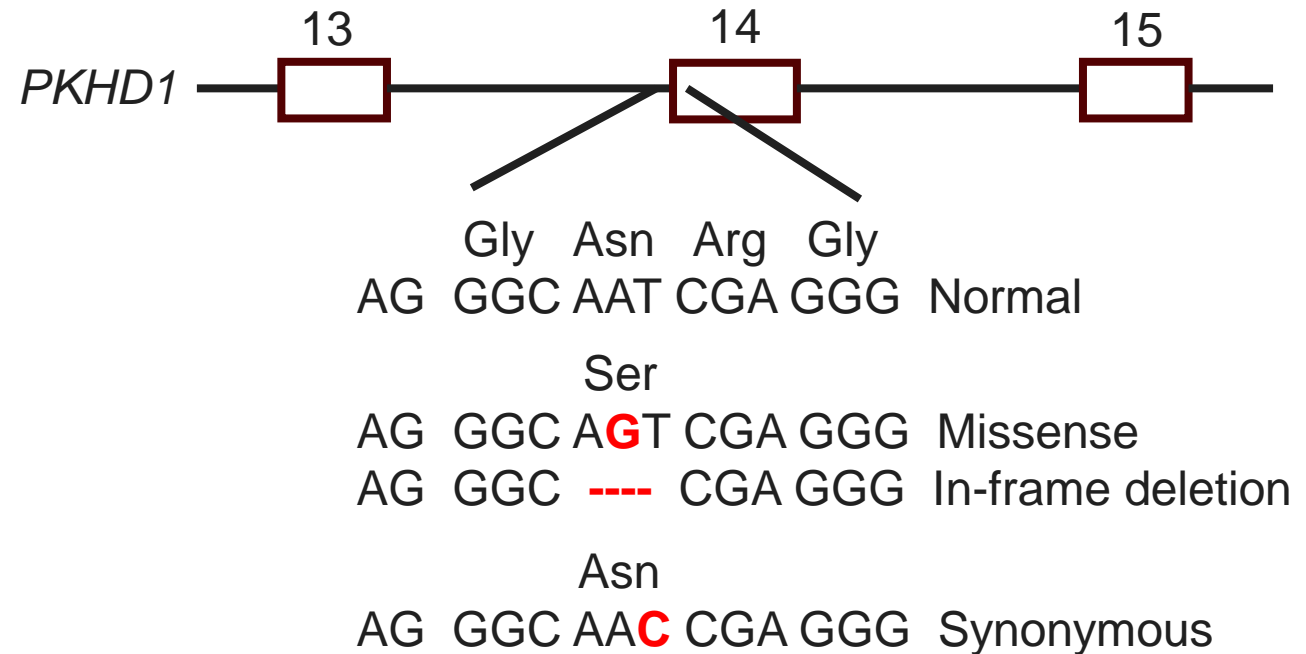 13 14 15
PKHD1
Gly Asn Arg Gly
AG GGC AAT CGA GGG Normal
Ser
AG GGC AGT CGA GGG Missense
AG GGC ---- CGA GGG In-frame deletion
Asn
AG GGC AAC CGA GGG Synonymous